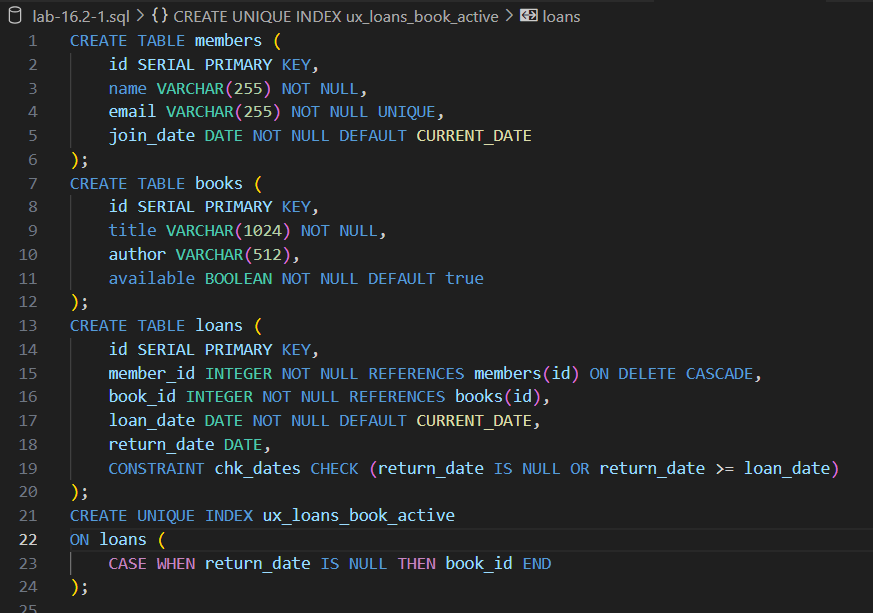 lab-16.2-1.sql > {} CREATE UNIQUE INDEX ux_loans_book_active > loans
1 CREATE TABLE members (
2     id SERIAL PRIMARY KEY,
3     name VARCHAR(255) NOT NULL,
4     email VARCHAR(255) NOT NULL UNIQUE,
5     join_date DATE NOT NULL DEFAULT CURRENT_DATE
6 );
7 CREATE TABLE books (
8     id SERIAL PRIMARY KEY,
9     title VARCHAR(1024) NOT NULL,
10     author VARCHAR(512),
11     available BOOLEAN NOT NULL DEFAULT true
12 );
13 CREATE TABLE loans (
14     id SERIAL PRIMARY KEY,
15     member_id INTEGER NOT NULL REFERENCES members(id) ON DELETE CASCADE,
16     book_id INTEGER NOT NULL REFERENCES books(id),
17     loan_date DATE NOT NULL DEFAULT CURRENT_DATE,
18     return_date DATE,
19     CONSTRAINT chk_dates CHECK (return_date IS NULL OR return_date >= loan_date)
20 );
21 CREATE UNIQUE INDEX ux_loans_book_active
22 ON loans (
23     CASE WHEN return_date IS NULL THEN book_id END
24 );
25